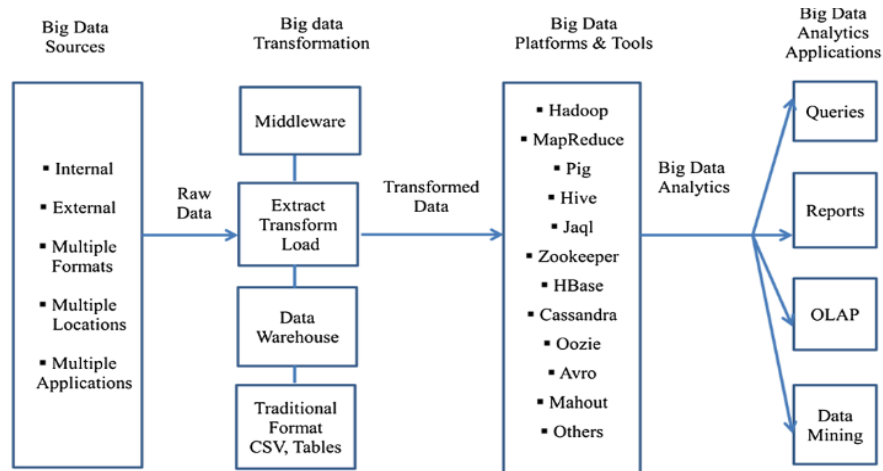 Big Data
Sources
▪ Internal
▪ External
▪ Multiple
Formats
▪ Multiple
Locations
▪ Multiple
Applications
Raw
Data
Big data
Transformation
Middleware
Extract
Transform
Load
Data
Warehouse
Traditional
Format
CSV, Tables
Transformed
Data
Big Data
Platforms & Tools
▪ Hadoop
▪ MapReduce
▪ Pig
▪ Hive
▪ Jaql
▪ Zookeeper
▪ HBase
▪ Cassandra
▪ Oozie
▪ Avro
▪ Mahout
▪ Others
Big Data
Analytics
Big Data
Analytics
Applications
Queries
Reports
OLAP
Data
Mining